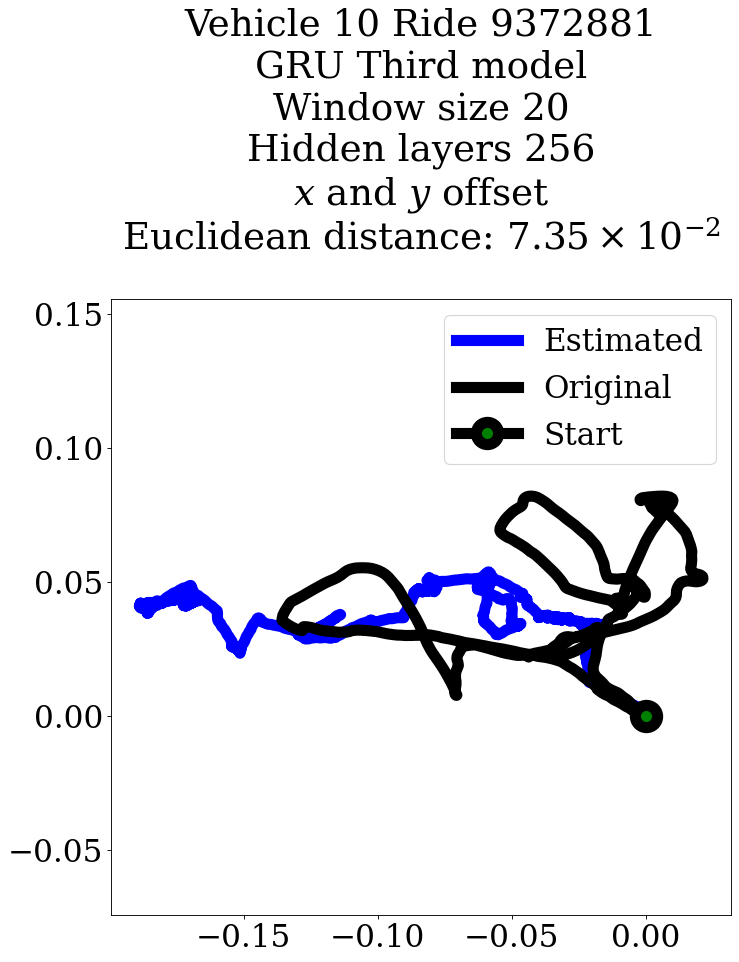 Vehicle 10 Ride 9372881
GRU Third model
Window size 20
Hidden layers 256
x and y offset
Euclidean distance: 7.35 × 10⁻²
Estimated
Original
Start
0.15
0.10
0.05
0.00
−0.05
−0.15 −0.10 −0.05 0.00